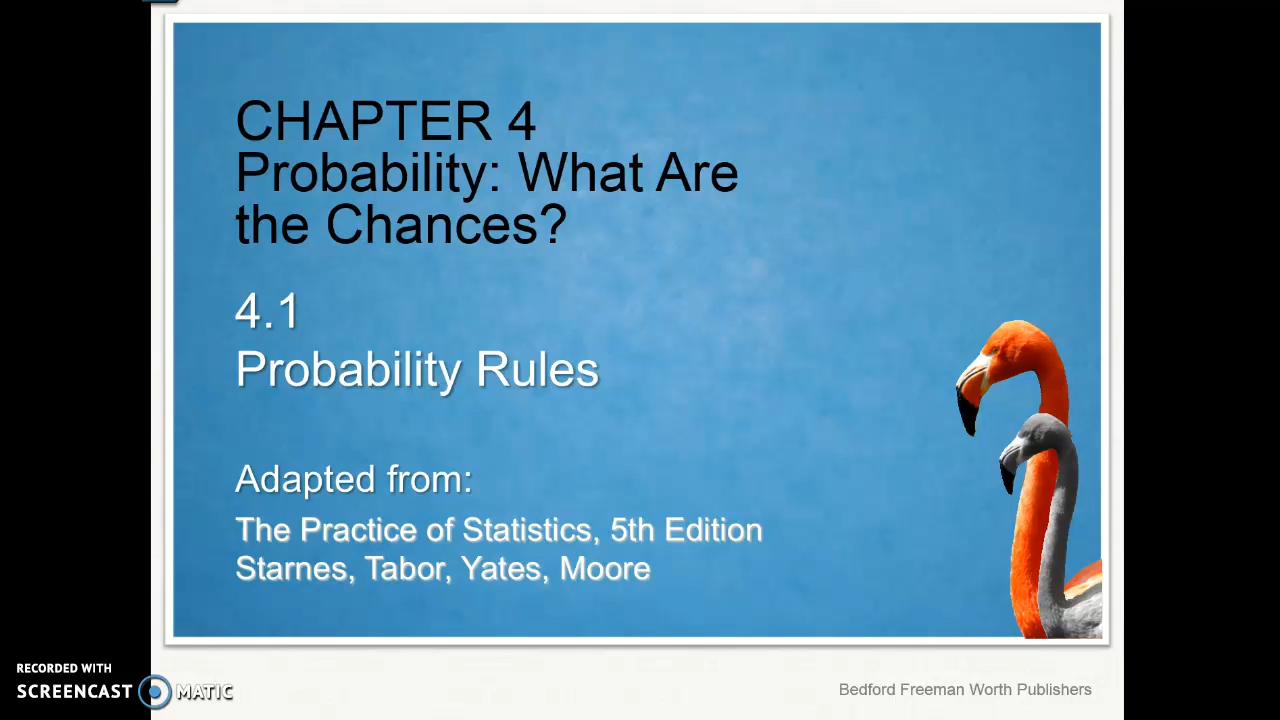 CHAPTER 4
Probability: What Are
the Chances?
4.1
Probability Rules
Adapted from:
The Practice of Statistics, 5th Edition
Starnes, Tabor, Yates, Moore
RECORDED WITH
SCREENCAST MATIC
Bedford Freeman Worth Publishers